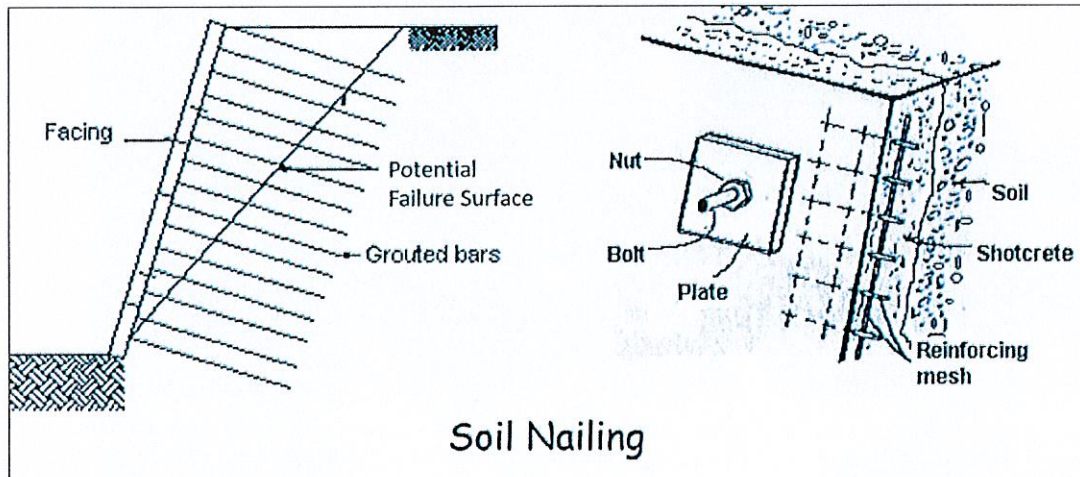 Facing
Potential
Failure Surface
Grouted bars
Nut
Bolt
Plate
Soil
Shotcrete
Reinforcing
mesh
Soil Nailing